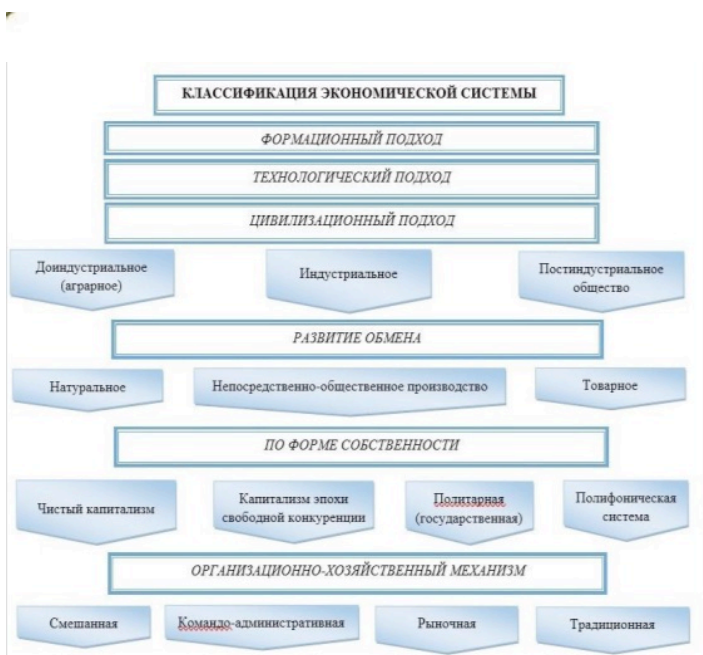 КЛАССИФИКАЦИЯ ЭКОНОМИЧЕСКОЙ СИСТЕМЫ
ФОРМАЦИОННЫЙ ПОДХОД
ТЕХНОЛОГИЧЕСКИЙ ПОДХОД
ЦИВИЛИЗАЦИОННЫЙ ПОДХОД
Доиндустриальное
(аграрное)
Индустриальное
Постиндустриальное
общество
РАЗВИТИЕ ОБМЕНА
Натуральное
Непосредственно-общественное производство
Товарное
ПО ФОРМЕ СОБСТВЕННОСТИ
Чистый капитализм
Капитализм эпохи
свободной конкуренции
Политарная
(государственная)
Полифоническая
система
ОРГАНИЗАЦИОННО-ХОЗЯЙСТВЕННЫЙ МЕХАНИЗМ
Смешанная
Командо-административная
Рыночная
Традиционная